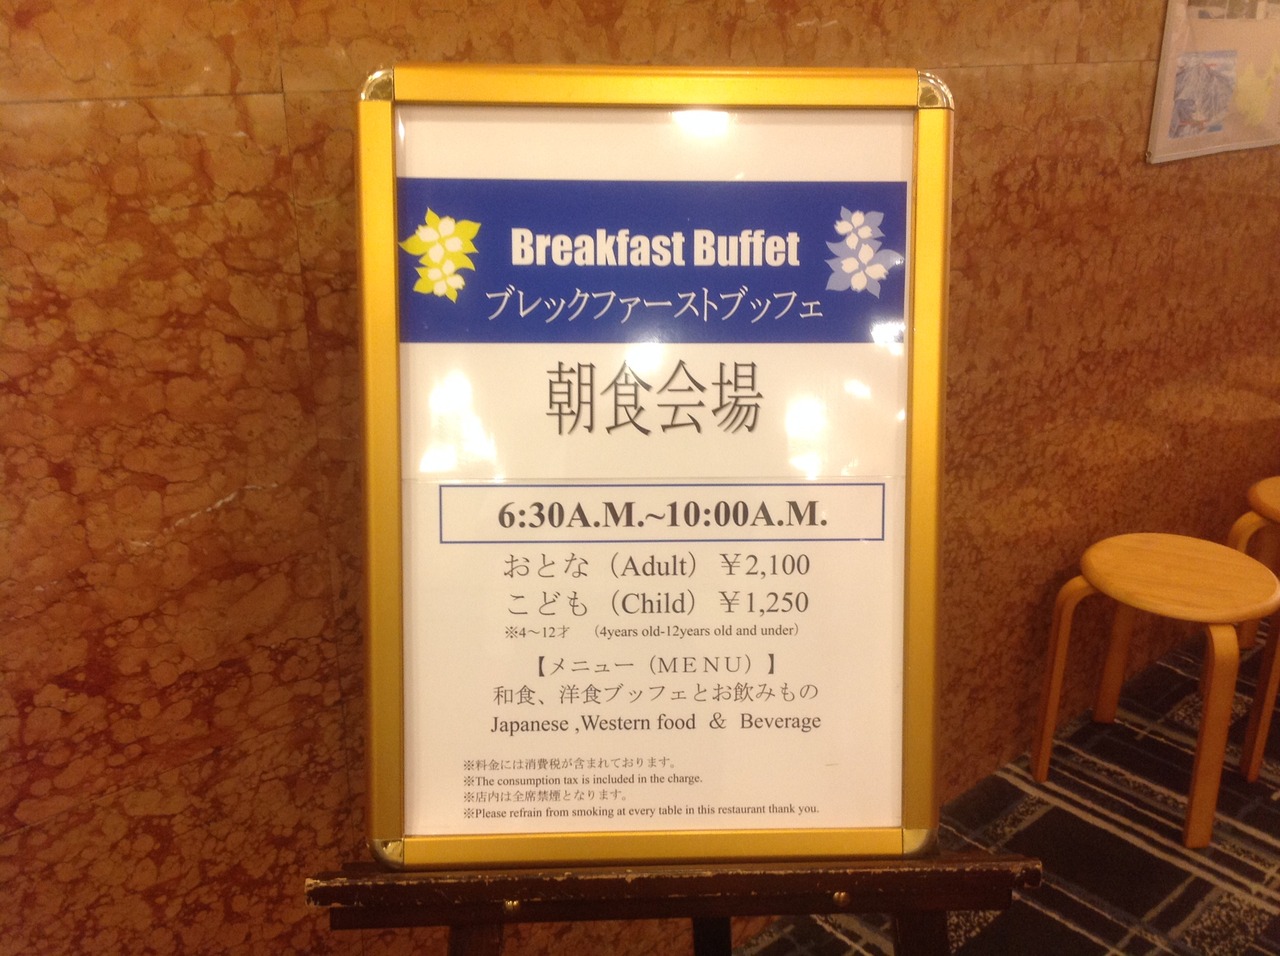 Breakfast Buffet
ブレックファーストブッフェ
朝食会場
6:30A.M.~10:00A.M.
おとな（Adult）￥2,100
こども（Child）￥1,250
※4～12才　（4years old-12years old and under）
【メニュー（ＭＥＮＵ）】
和食、洋食ブッフェとお飲みもの
Japanese ,Western food ＆ Beverage
※料金には消費税が含まれております。
※The consumption tax is included in the charge.
※店内は全席禁煙となります。
※Please refrain from smoking at every table in this restaurant thank you.